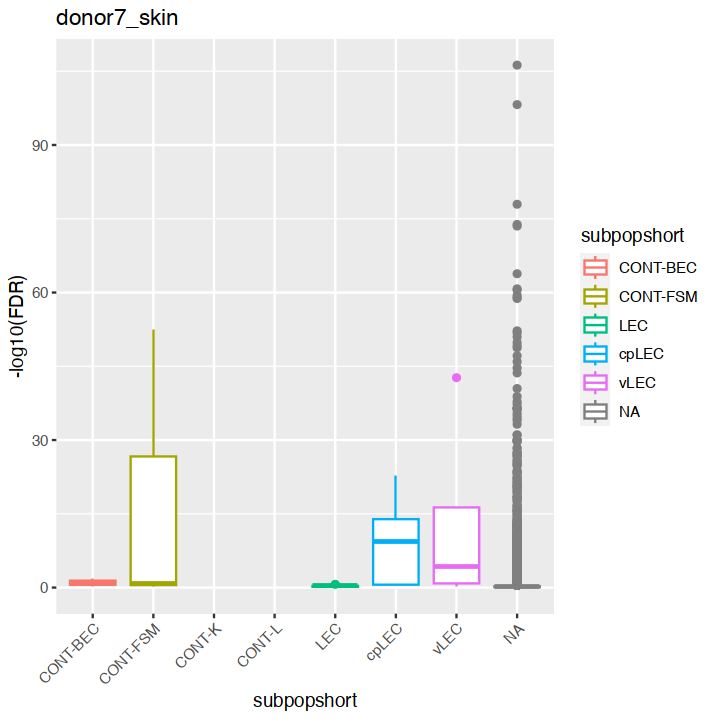 donor7_skin
-log10(FDR)
90
60
30
0
CONT-BEC
CONT-FSM
CONT-K
CONT-L
LEC
cpLEC
vLEC
NA
subpopshort
subpopshort
CONT-BEC
CONT-FSM
LEC
cpLEC
vLEC
NA